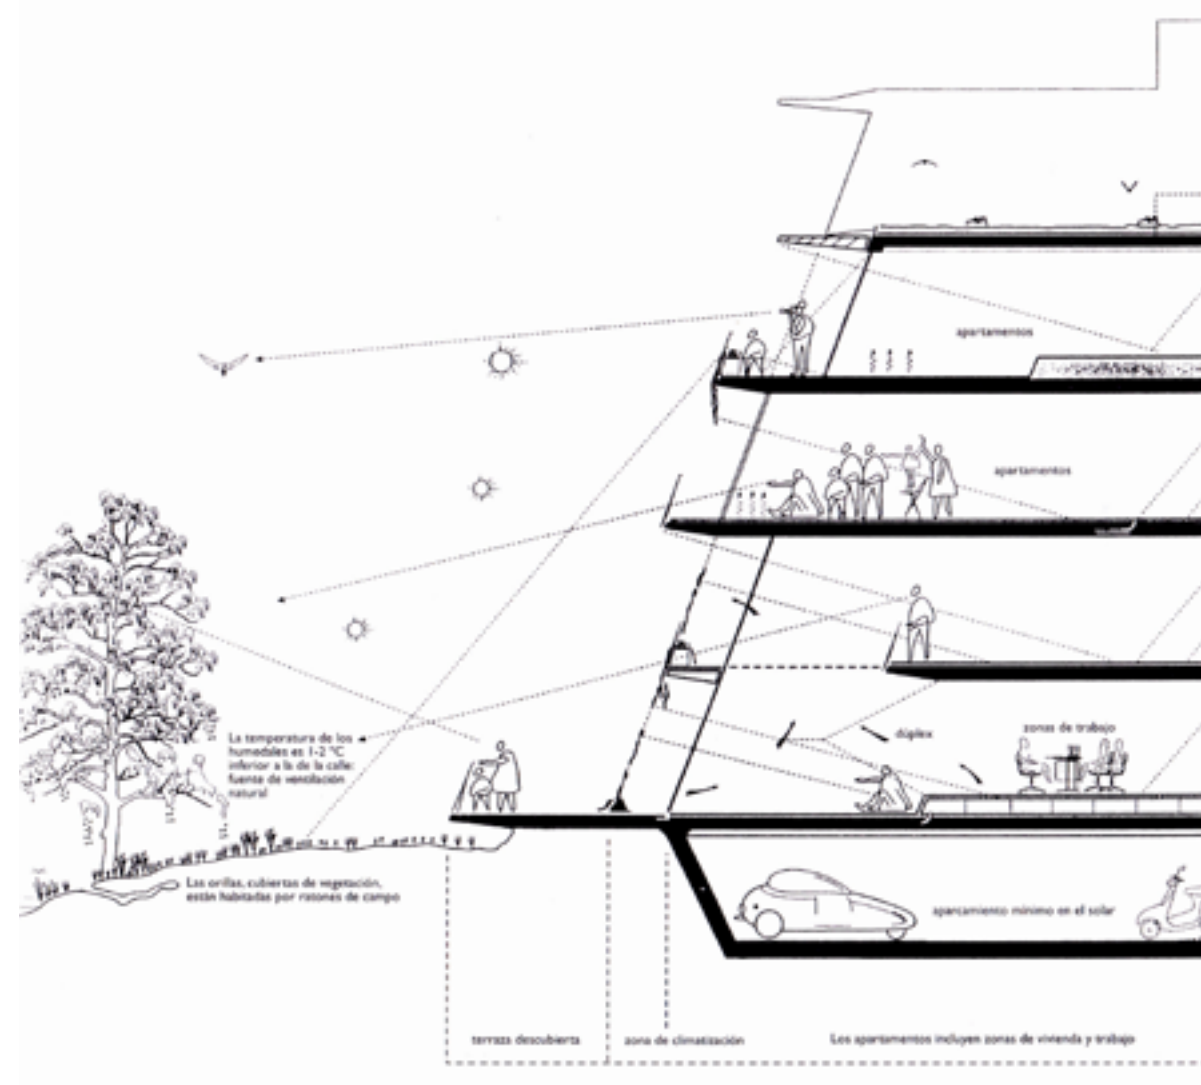 apartamentos
apartamentos
La temperatura de los
humedales es 1-2 °C
inferior a la de la calle:
fuente de ventilación
natural
dúplex
zonas de trabajo
Las orillas, cubiertas de vegetación,
están habitadas por ratones de campo
aparcamiento mínimo en el solar
terraza descubierta
zona de climatización
Los apartamentos incluyen zonas de vivienda y trabajo